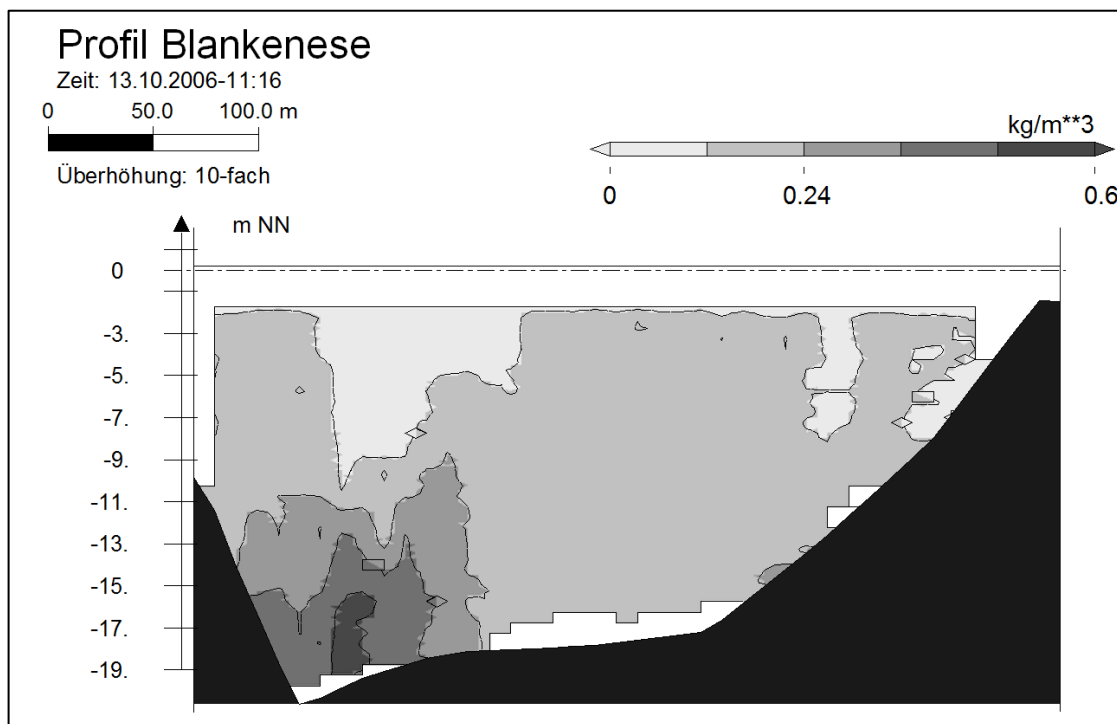 Profil Blankenese
Zeit: 13.10.2006-11:16
0 50.0 100.0 m
Überhöhung: 10-fach
kg/m**3
0 0.24 0.6
m NN
0
-3.
-5.
-7.
-9.
-11.
-13.
-15.
-17.
-19.